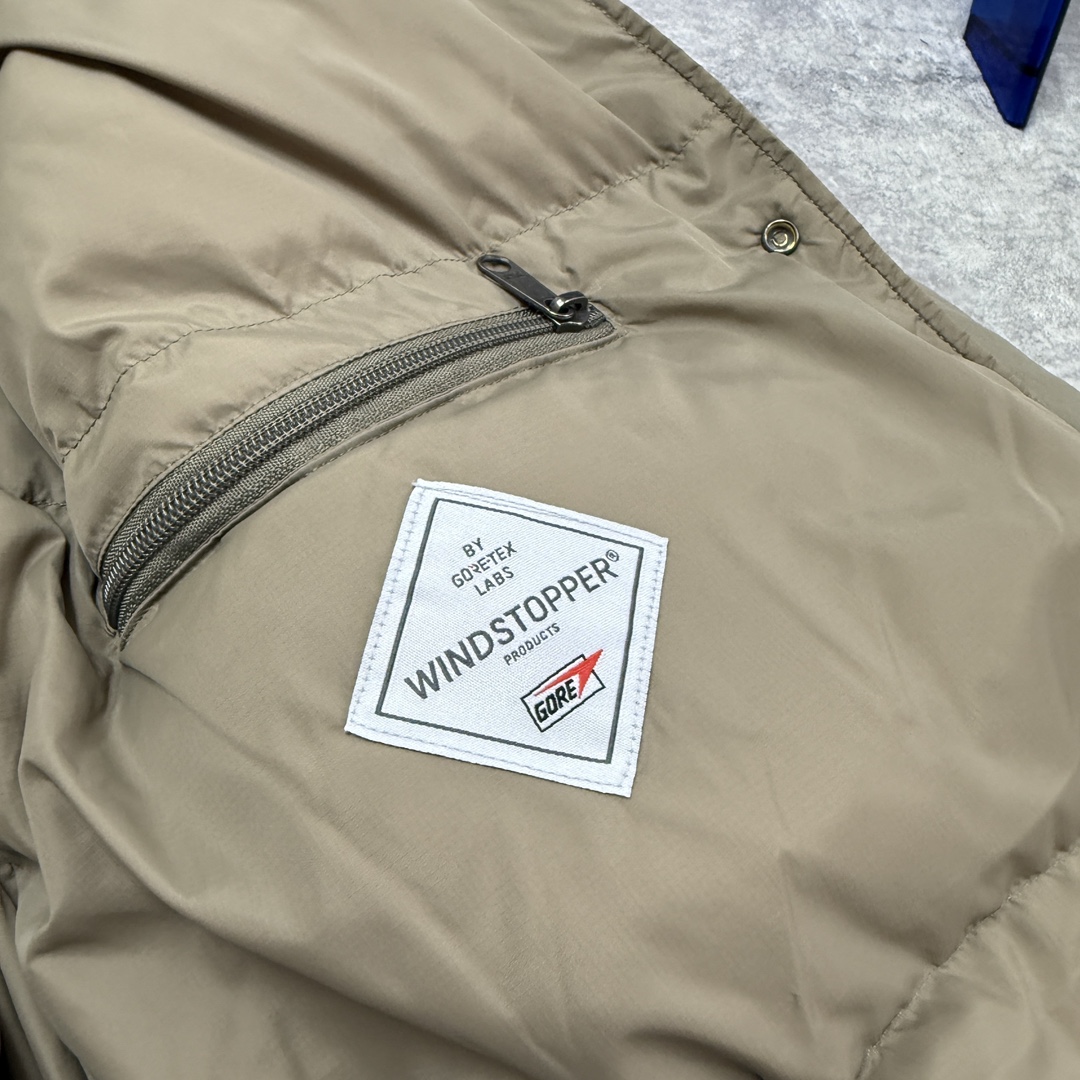 BY
GORE-TEX
LABS
WINDSTOPPER®
PRODUCTS
GORE